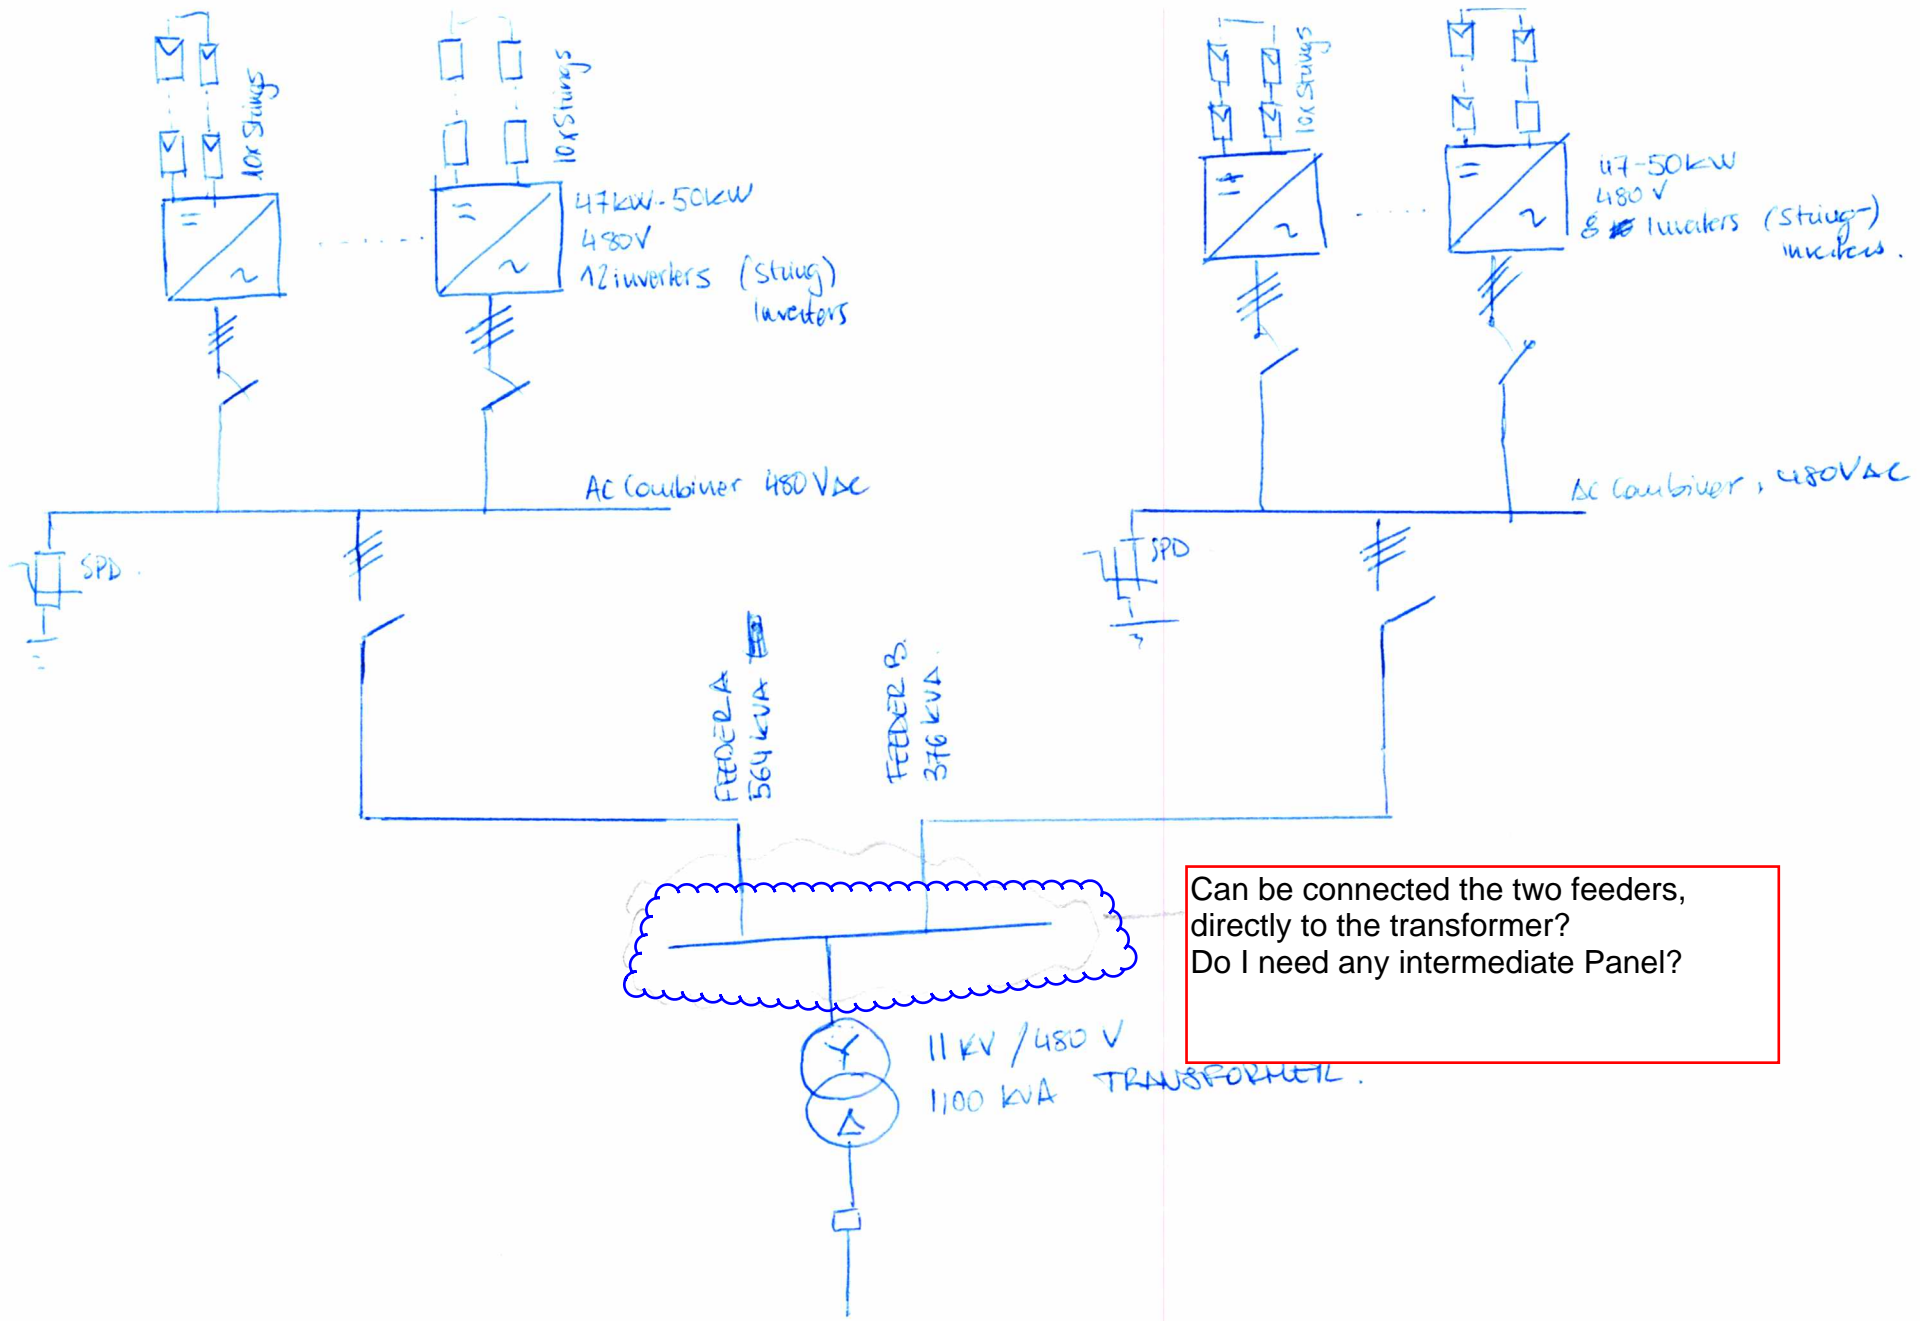 10x Strings
10x Strings
10x Strings
47kW-50kW
480V
12 inverters (String)
Inverters
47-50kW
480V
8 Inverters (String-)
inverters.
AC Combiner 480 VAC
AC Combiner, 480VAC
SPD.
SPD
FEEDER A
564 kVA
FEEDER B.
376 kVA.
Can be connected the two feeders,
directly to the transformer?
Do I need any intermediate Panel?
Y
11 kV / 480 V
1100 kVA TRANSFORMER.
Δ